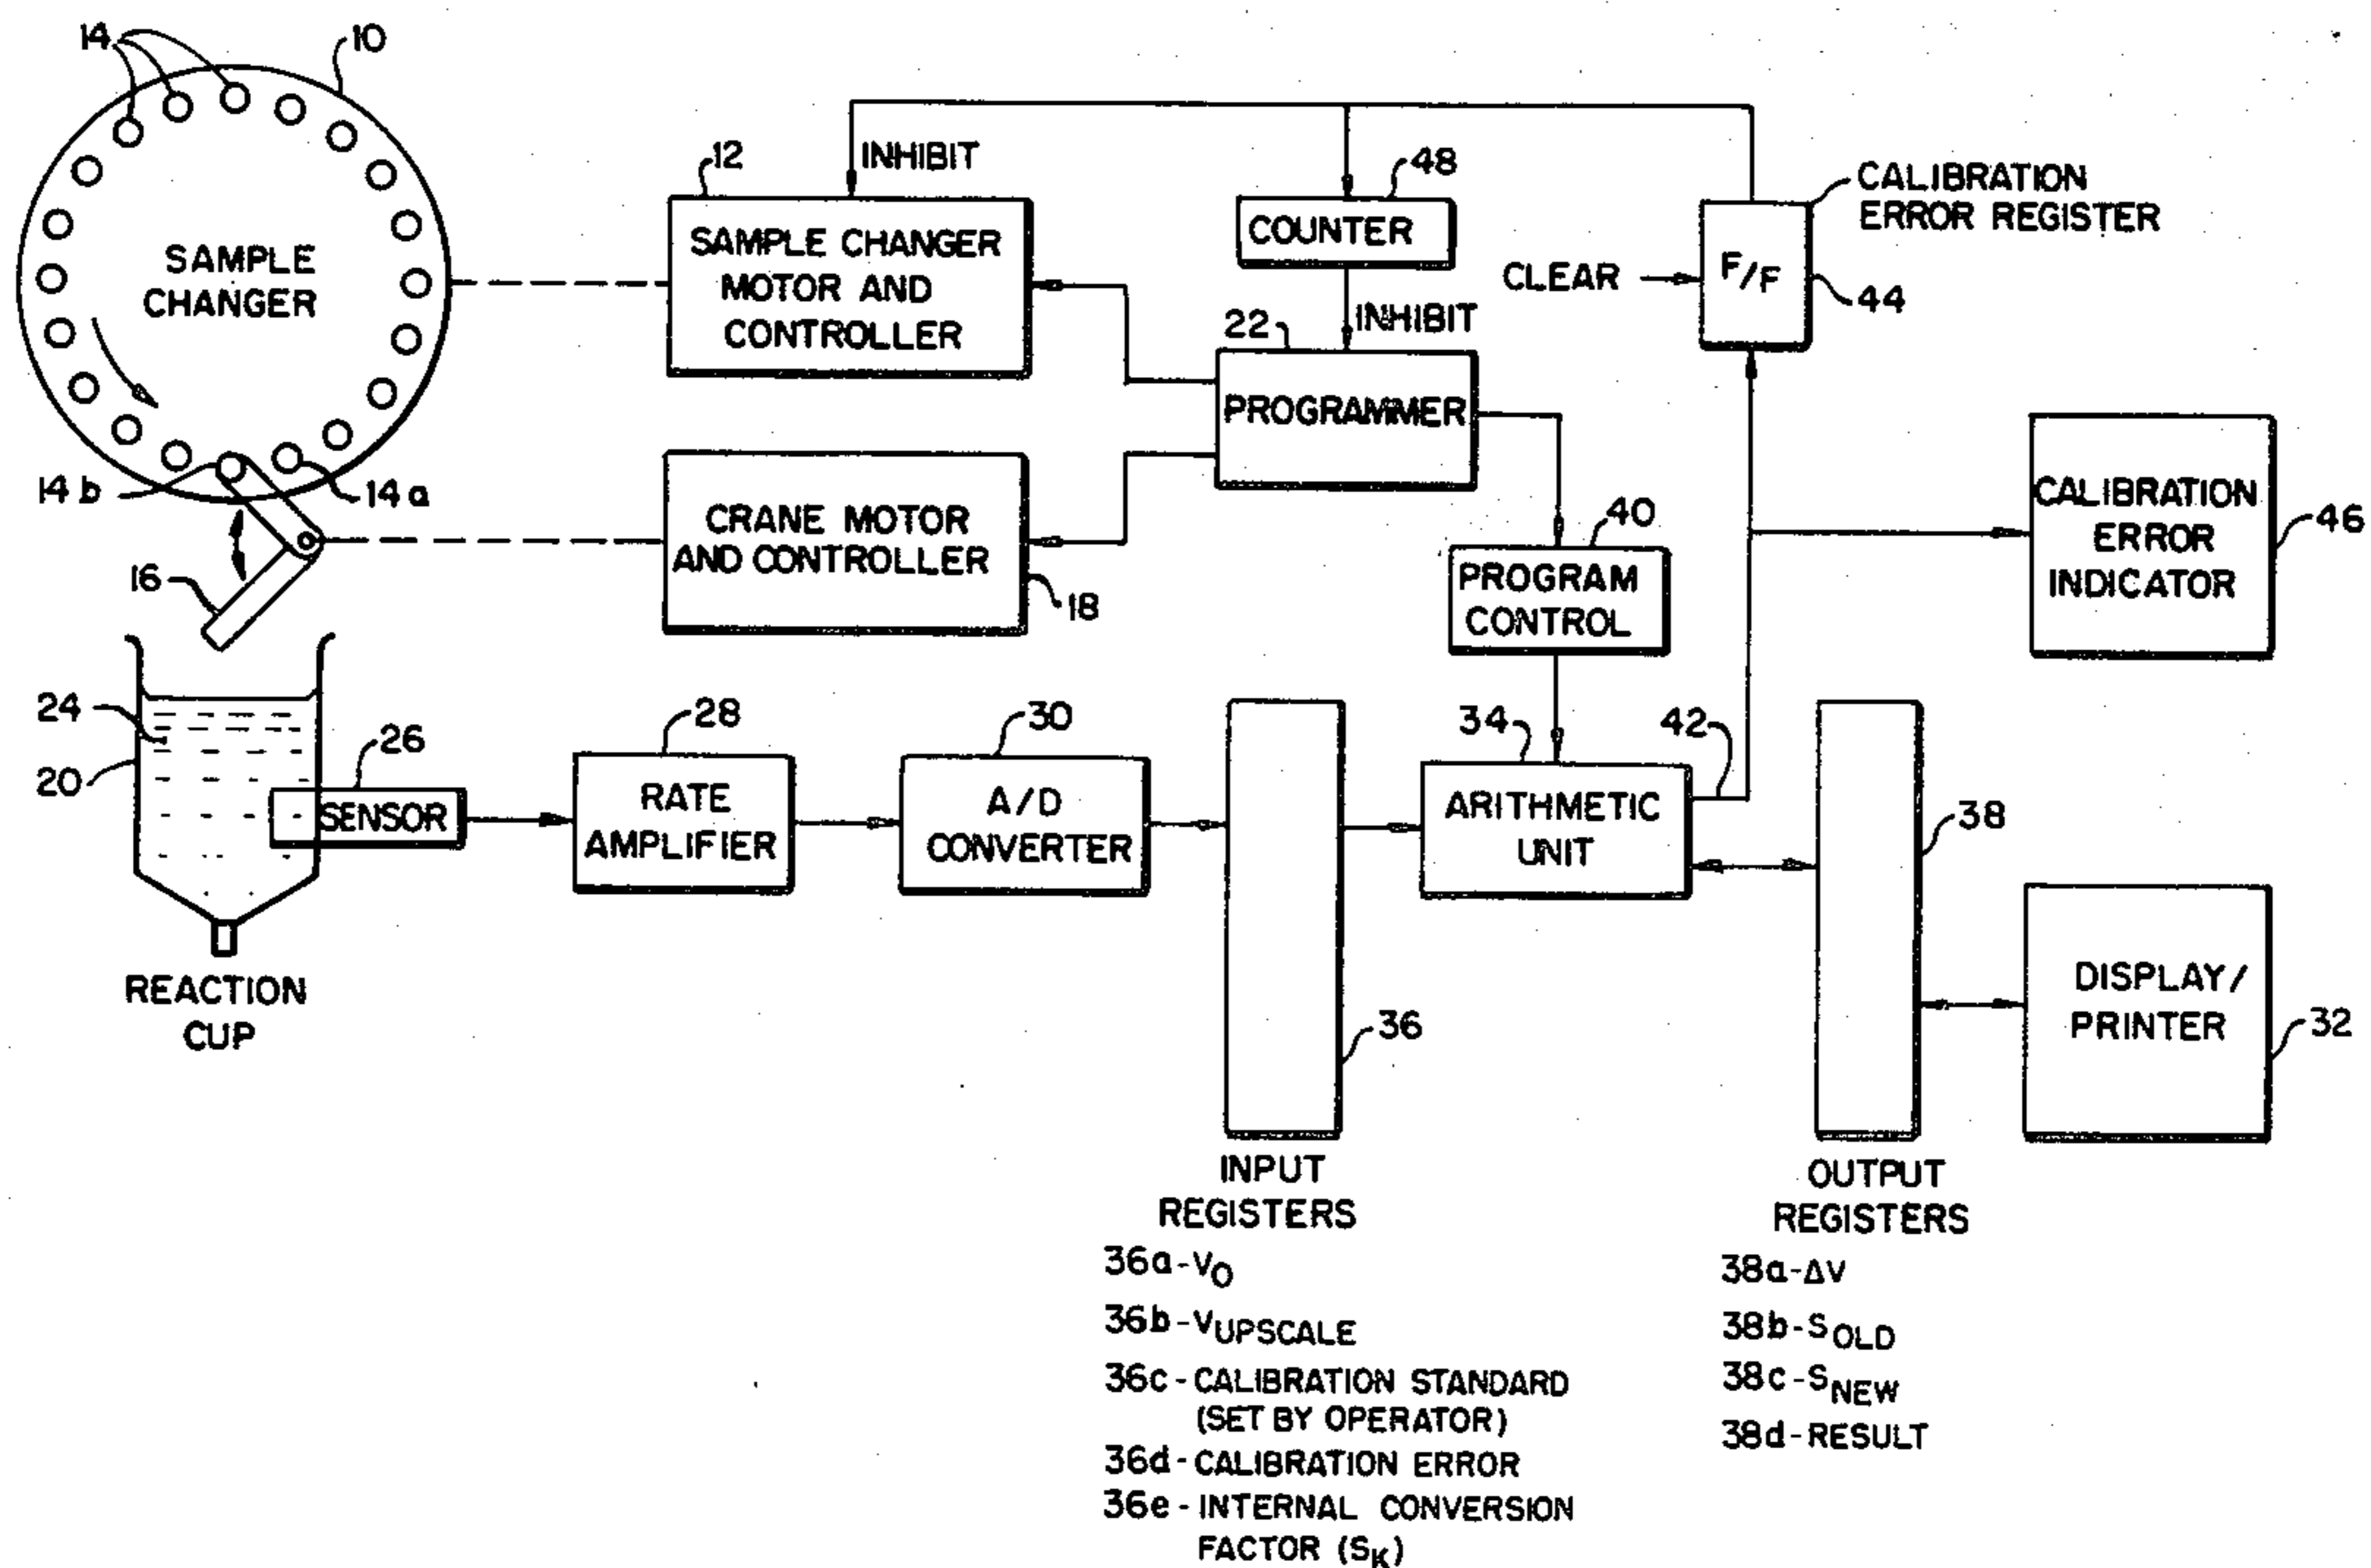 14
10
SAMPLE
CHANGER
14b
14a
16
12
INHIBIT
SAMPLE CHANGER
MOTOR AND
CONTROLLER
48
COUNTER
INHIBIT
CLEAR
F/F
CALIBRATION
ERROR REGISTER
44
22
PROGRAMMER
CRANE MOTOR
AND CONTROLLER
18
40
PROGRAM
CONTROL
CALIBRATION
ERROR
INDICATOR
46
24
20
26
SENSOR
REACTION
CUP
28
RATE
AMPLIFIER
30
A/D
CONVERTER
36
34
ARITHMETIC
UNIT
42
38
DISPLAY/
PRINTER
32
INPUT
REGISTERS
36a-V0
36b-VUPSCALE
36c-CALIBRATION STANDARD
(SET BY OPERATOR)
36d-CALIBRATION ERROR
36e-INTERNAL CONVERSION
FACTOR (SK)
OUTPUT
REGISTERS
38a-ΔV
38b-SOLD
38c-SNEW
38d-RESULT